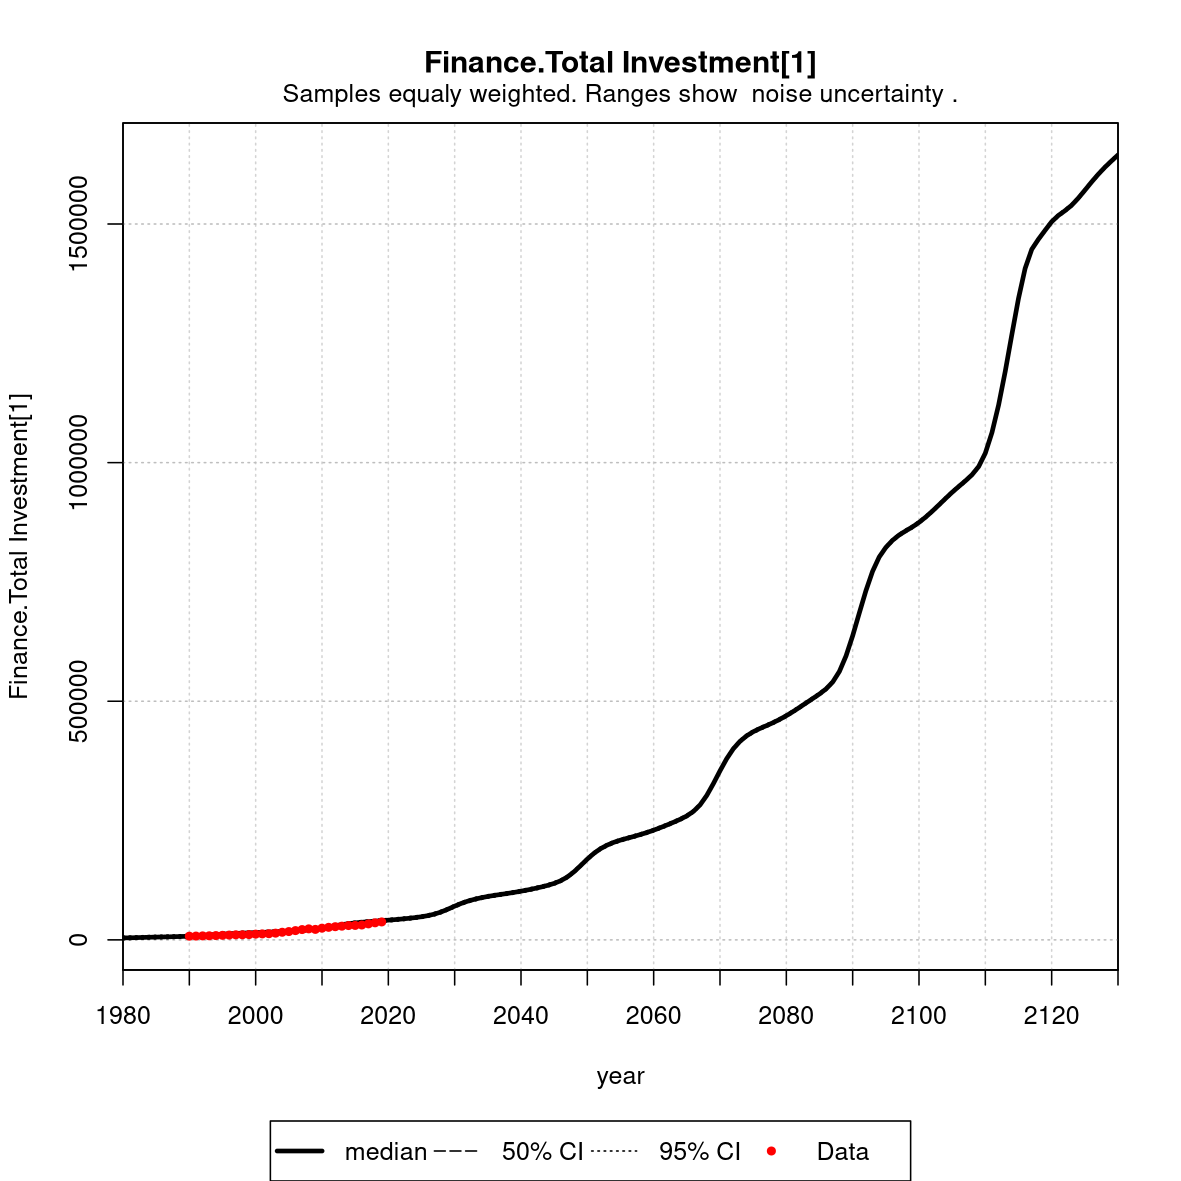 Finance.Total Investment[1]
Samples equaly weighted. Ranges show  noise uncertainty .
Finance.Total Investment[1]
1500000
1000000
500000
0
1980 2000 2020 2040 2060 2080 2100 2120
year
median 50% CI 95% CI Data